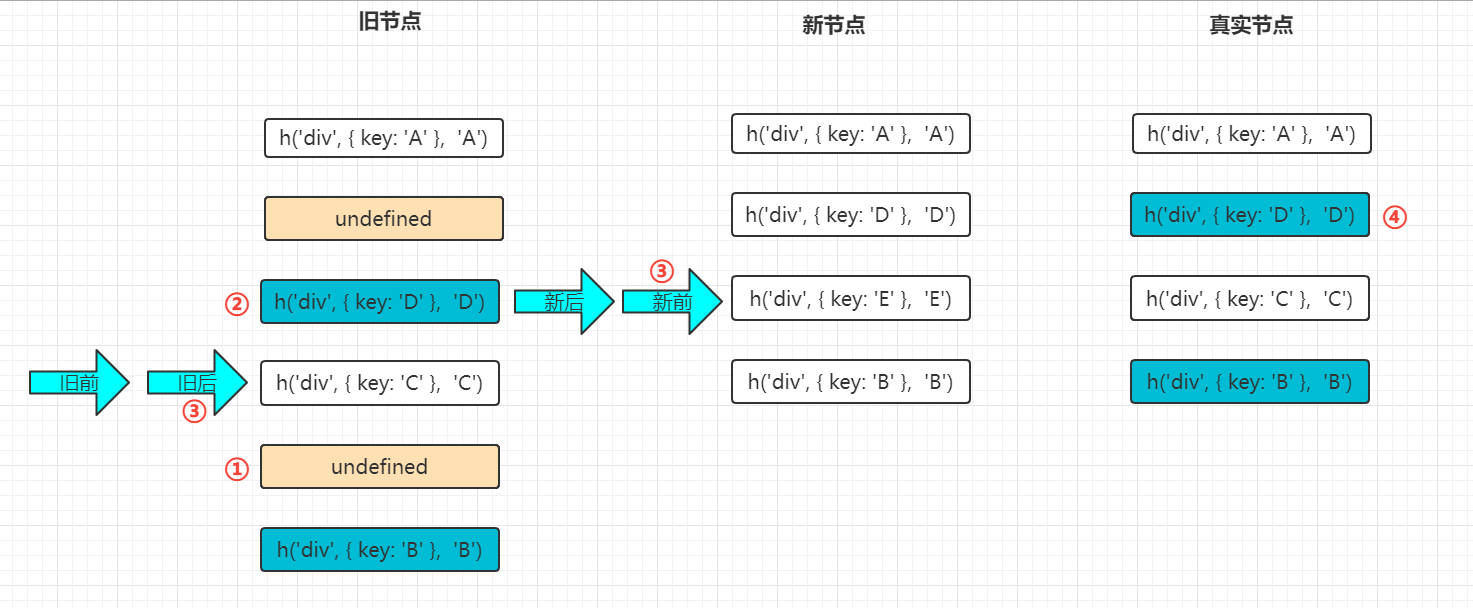 旧节点
新节点
真实节点
h('div', { key: 'A' }, 'A')
h('div', { key: 'A' }, 'A')
h('div', { key: 'A' }, 'A')
undefined
h('div', { key: 'D' }, 'D')
h('div', { key: 'D' }, 'D')
④
③
②
h('div', { key: 'D' }, 'D')
新后
新前
h('div', { key: 'E' }, 'E')
h('div', { key: 'C' }, 'C')
旧前
旧后
③
h('div', { key: 'C' }, 'C')
h('div', { key: 'B' }, 'B')
h('div', { key: 'B' }, 'B')
①
undefined
h('div', { key: 'B' }, 'B')